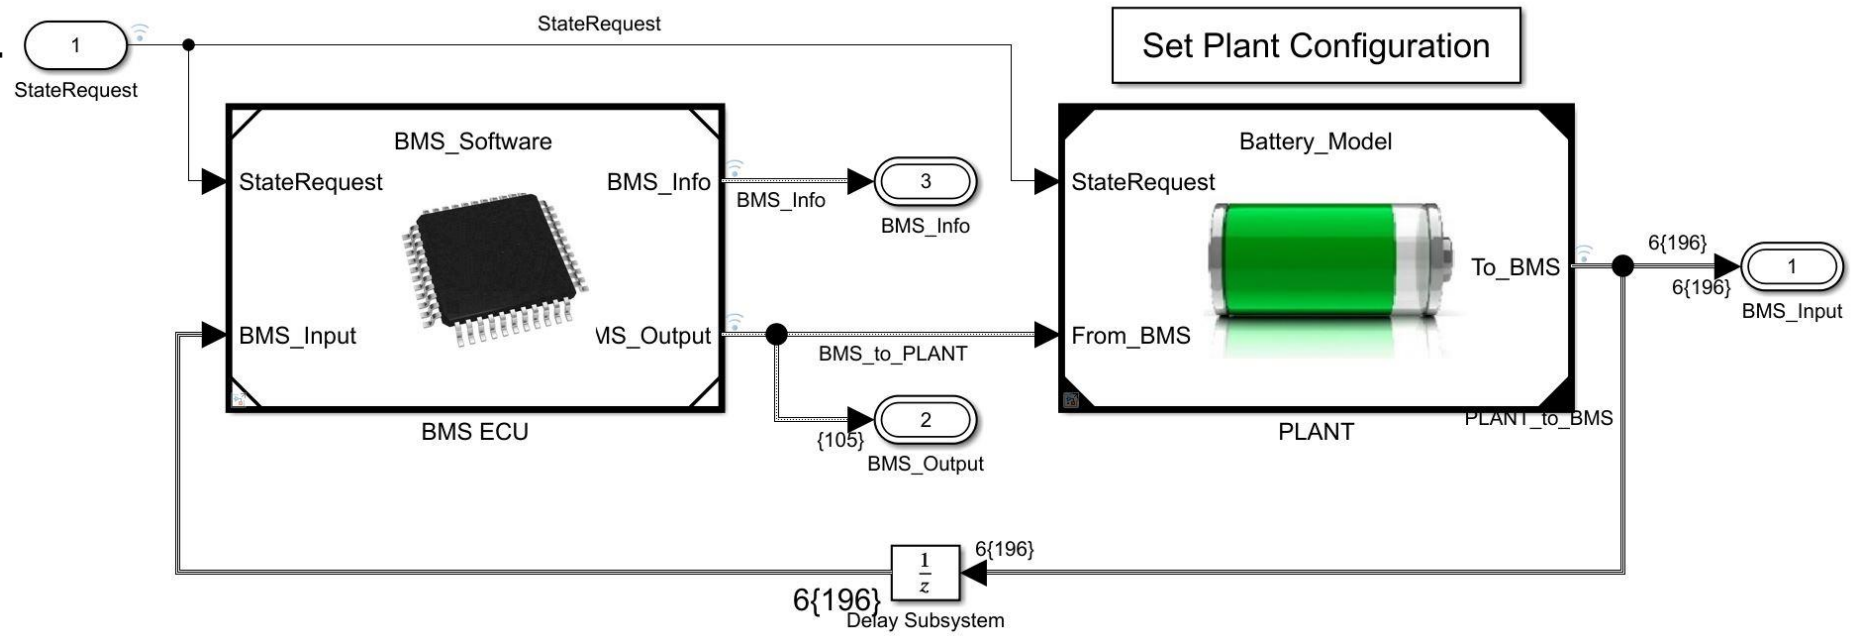 StateRequest
1
StateRequest
Set Plant Configuration
BMS_Software
StateRequest
BMS_Info
BMS_Input
MS_Output
BMS ECU
BMS_Info
3
BMS_Info
BMS_to_PLANT
{105}
2
BMS_Output
Battery_Model
StateRequest
To_BMS
From_BMS
PLANT
PLANT_to_BMS
6{196}
6{196}
1
BMS_Input
6{196}
1
z
6{196}
Delay Subsystem